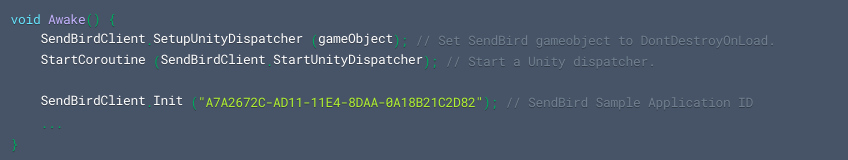 void Awake() {
SendBirdClient.SetupUnityDispatcher (gameObject); // Set SendBird gameobject to DontDestroyOnLoad.
StartCoroutine (SendBirdClient.StartUnityDispatcher); // Start a Unity dispatcher.
SendBirdClient.Init ("A7A2672C-AD11-11E4-8DAA-0A18B21C2D82"); // SendBird Sample Application ID
...
}